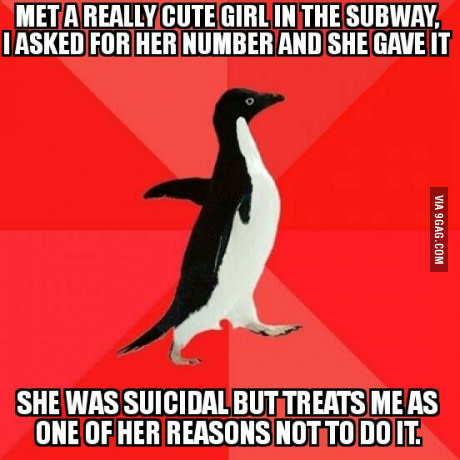 MET A REALLY CUTE GIRL IN THE SUBWAY,
I ASKED FOR HER NUMBER AND SHE GAVE IT
VIA 9GAG.COM
SHE WAS SUICIDAL BUT TREATS ME AS
ONE OF HER REASONS NOT TO DO IT.